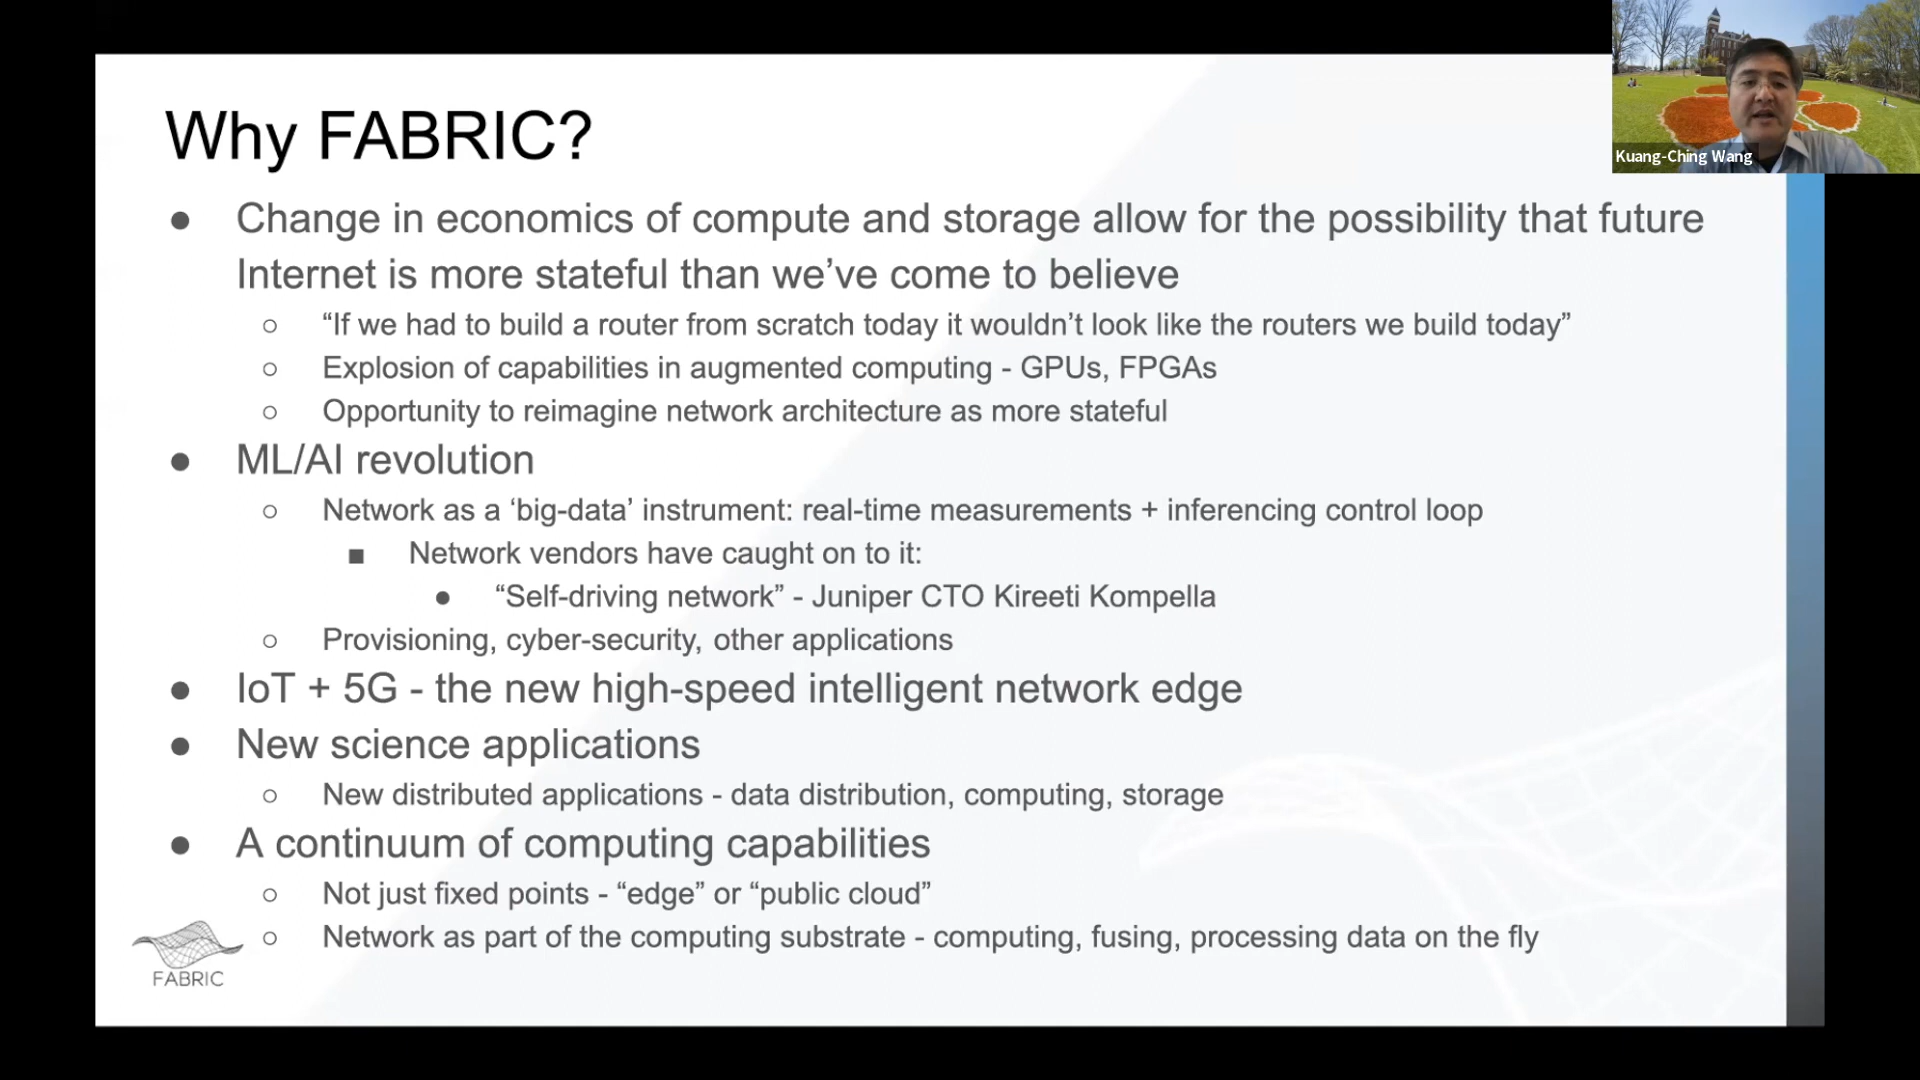 Why FABRIC?
Kuang-Ching Wang
● Change in economics of compute and storage allow for the possibility that future
Internet is more stateful than we’ve come to believe
○ “If we had to build a router from scratch today it wouldn’t look like the routers we build today”
○ Explosion of capabilities in augmented computing - GPUs, FPGAs
○ Opportunity to reimagine network architecture as more stateful
● ML/AI revolution
○ Network as a ‘big-data’ instrument: real-time measurements + inferencing control loop
■ Network vendors have caught on to it:
● “Self-driving network” - Juniper CTO Kireeti Kompella
○ Provisioning, cyber-security, other applications
● IoT + 5G - the new high-speed intelligent network edge
● New science applications
○ New distributed applications - data distribution, computing, storage
● A continuum of computing capabilities
○ Not just fixed points - “edge” or “public cloud”
○ Network as part of the computing substrate - computing, fusing, processing data on the fly
FABRIC